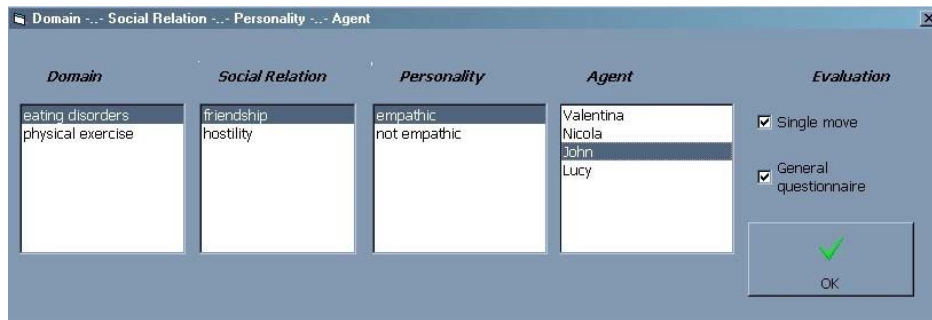 Domain -..- Social Relation -..- Personality -..- Agent
Domain
Social Relation
Personality
Agent
Evaluation
eating disorders
physical exercise
friendship
hostility
empathic
not empathic
Valentina
Nicola
John
Lucy
Single move
General
questionnaire
OK